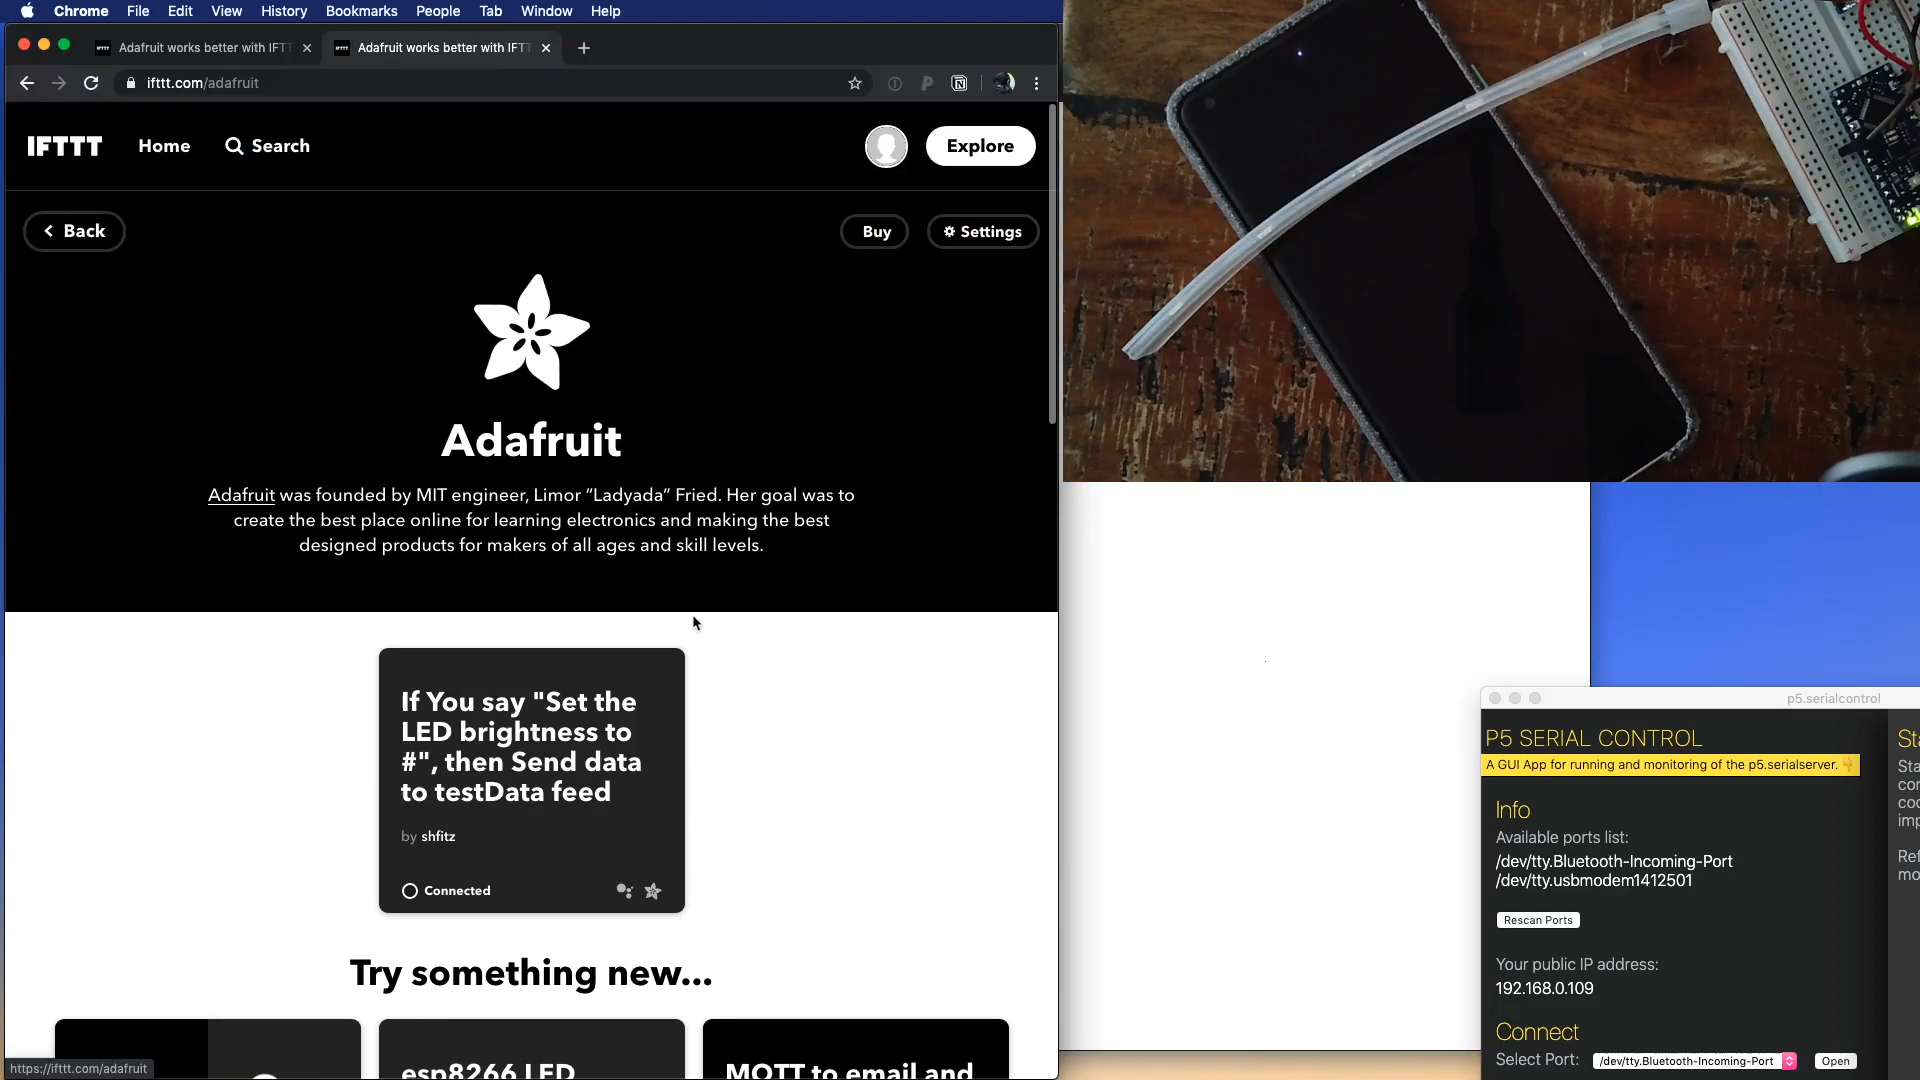 Chrome File Edit View History Bookmarks People Tab Window Help
Adafruit works better with IFTT
Adafruit works better with IFT
ifttt.com/adafruit
IFTTT Home Search Explore
Back Buy Settings
Adafruit
Adafruit was founded by MIT engineer, Limor “Ladyada” Fried. Her goal was to
create the best place online for learning electronics and making the best
designed products for makers of all ages and skill levels.
If You say "Set the
LED brightness to
#", then Send data
to testData feed
by shfitz
Connected
Try something new...
esp8266 LED
MQTT to email and
https://ifttt.com/adafruit
p5.serialcontrol
P5 SERIAL CONTROL
A GUI App for running and monitoring of the p5.serialserver.
Info
Available ports list:
/dev/tty.Bluetooth-Incoming-Port
/dev/tty.usbmodem1412501
Rescan Ports
Your public IP address:
192.168.0.109
Connect
Select Port: /dev/tty.Bluetooth-Incoming-Port Open